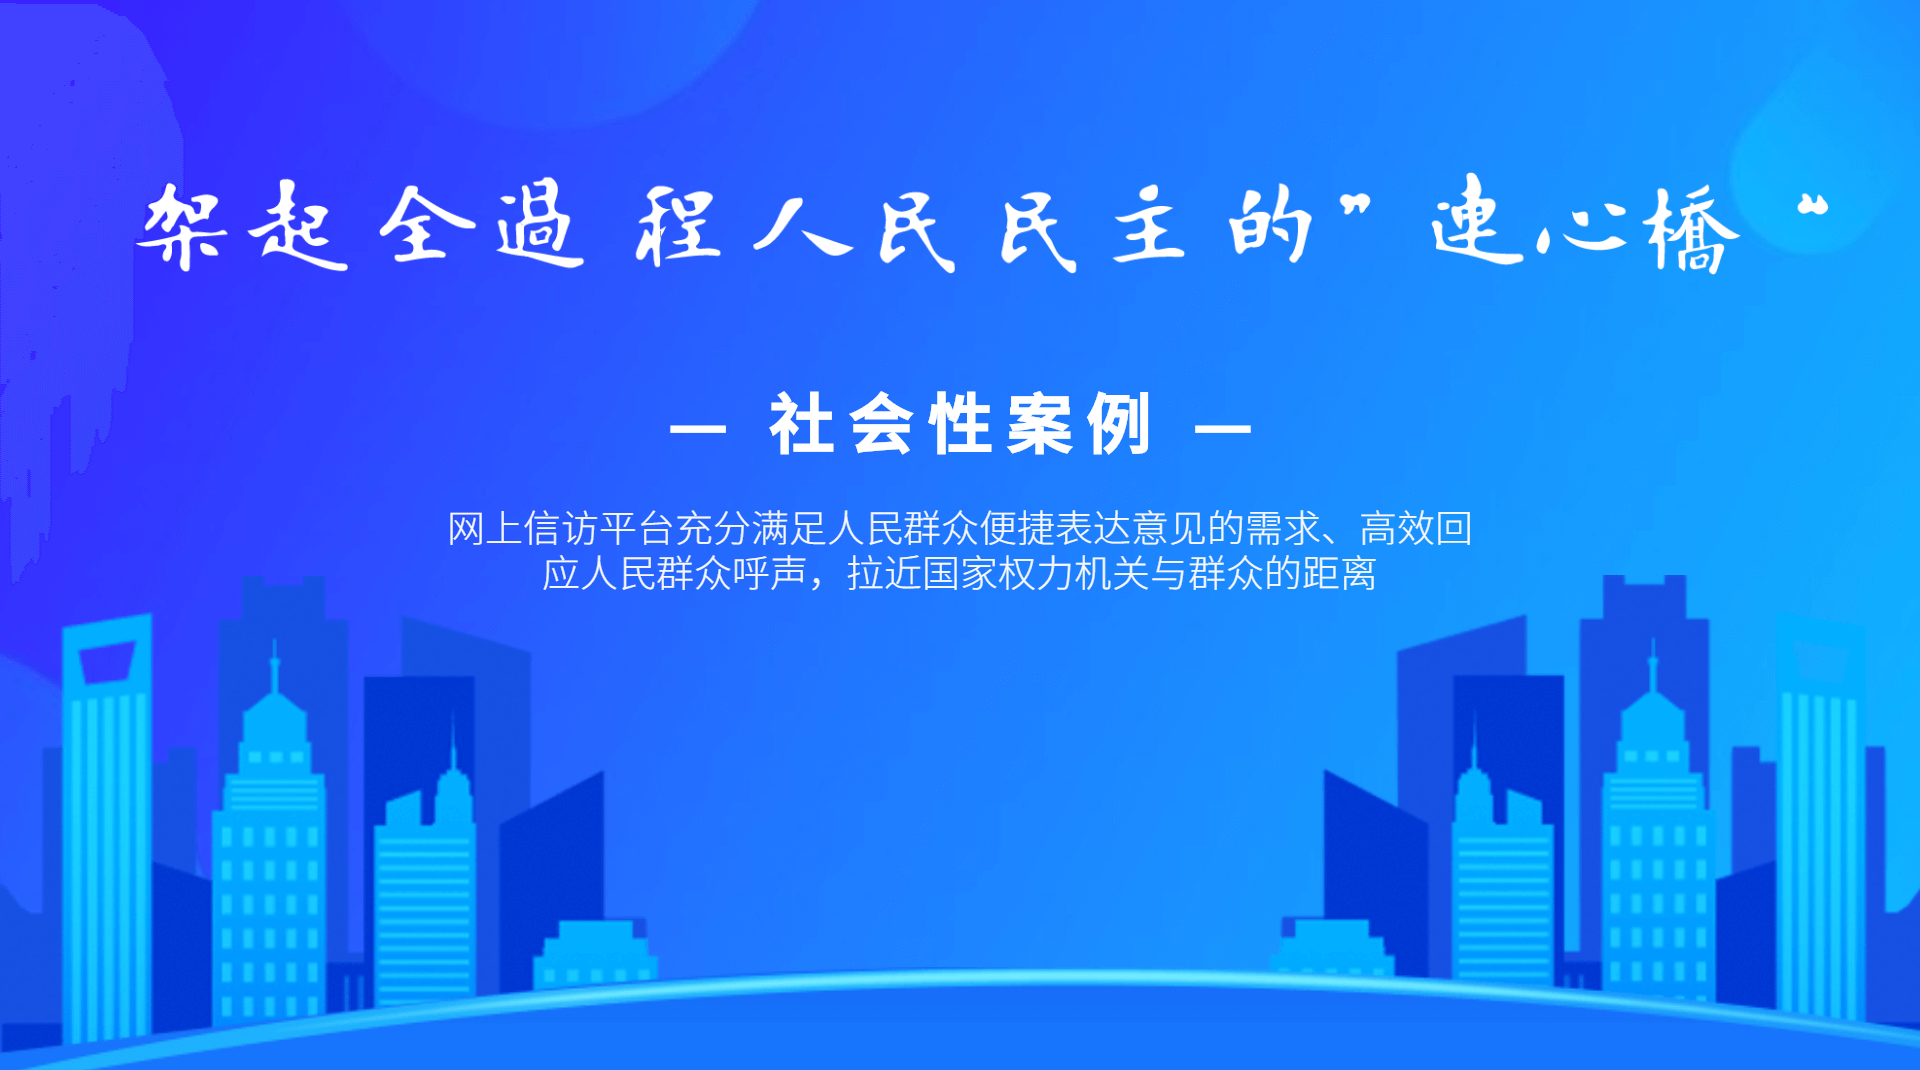 架起全過程人民民主的”連心橋“
— 社会性案例 —
网上信访平台充分满足人民群众便捷表达意见的需求、高效回
应人民群众呼声，拉近国家权力机关与群众的距离